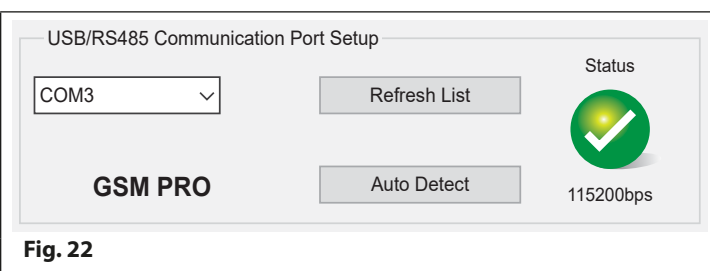 USB/RS485 Communication Port Setup
Status
COM3
Refresh List
GSM PRO
Auto Detect
115200bps
Fig. 22